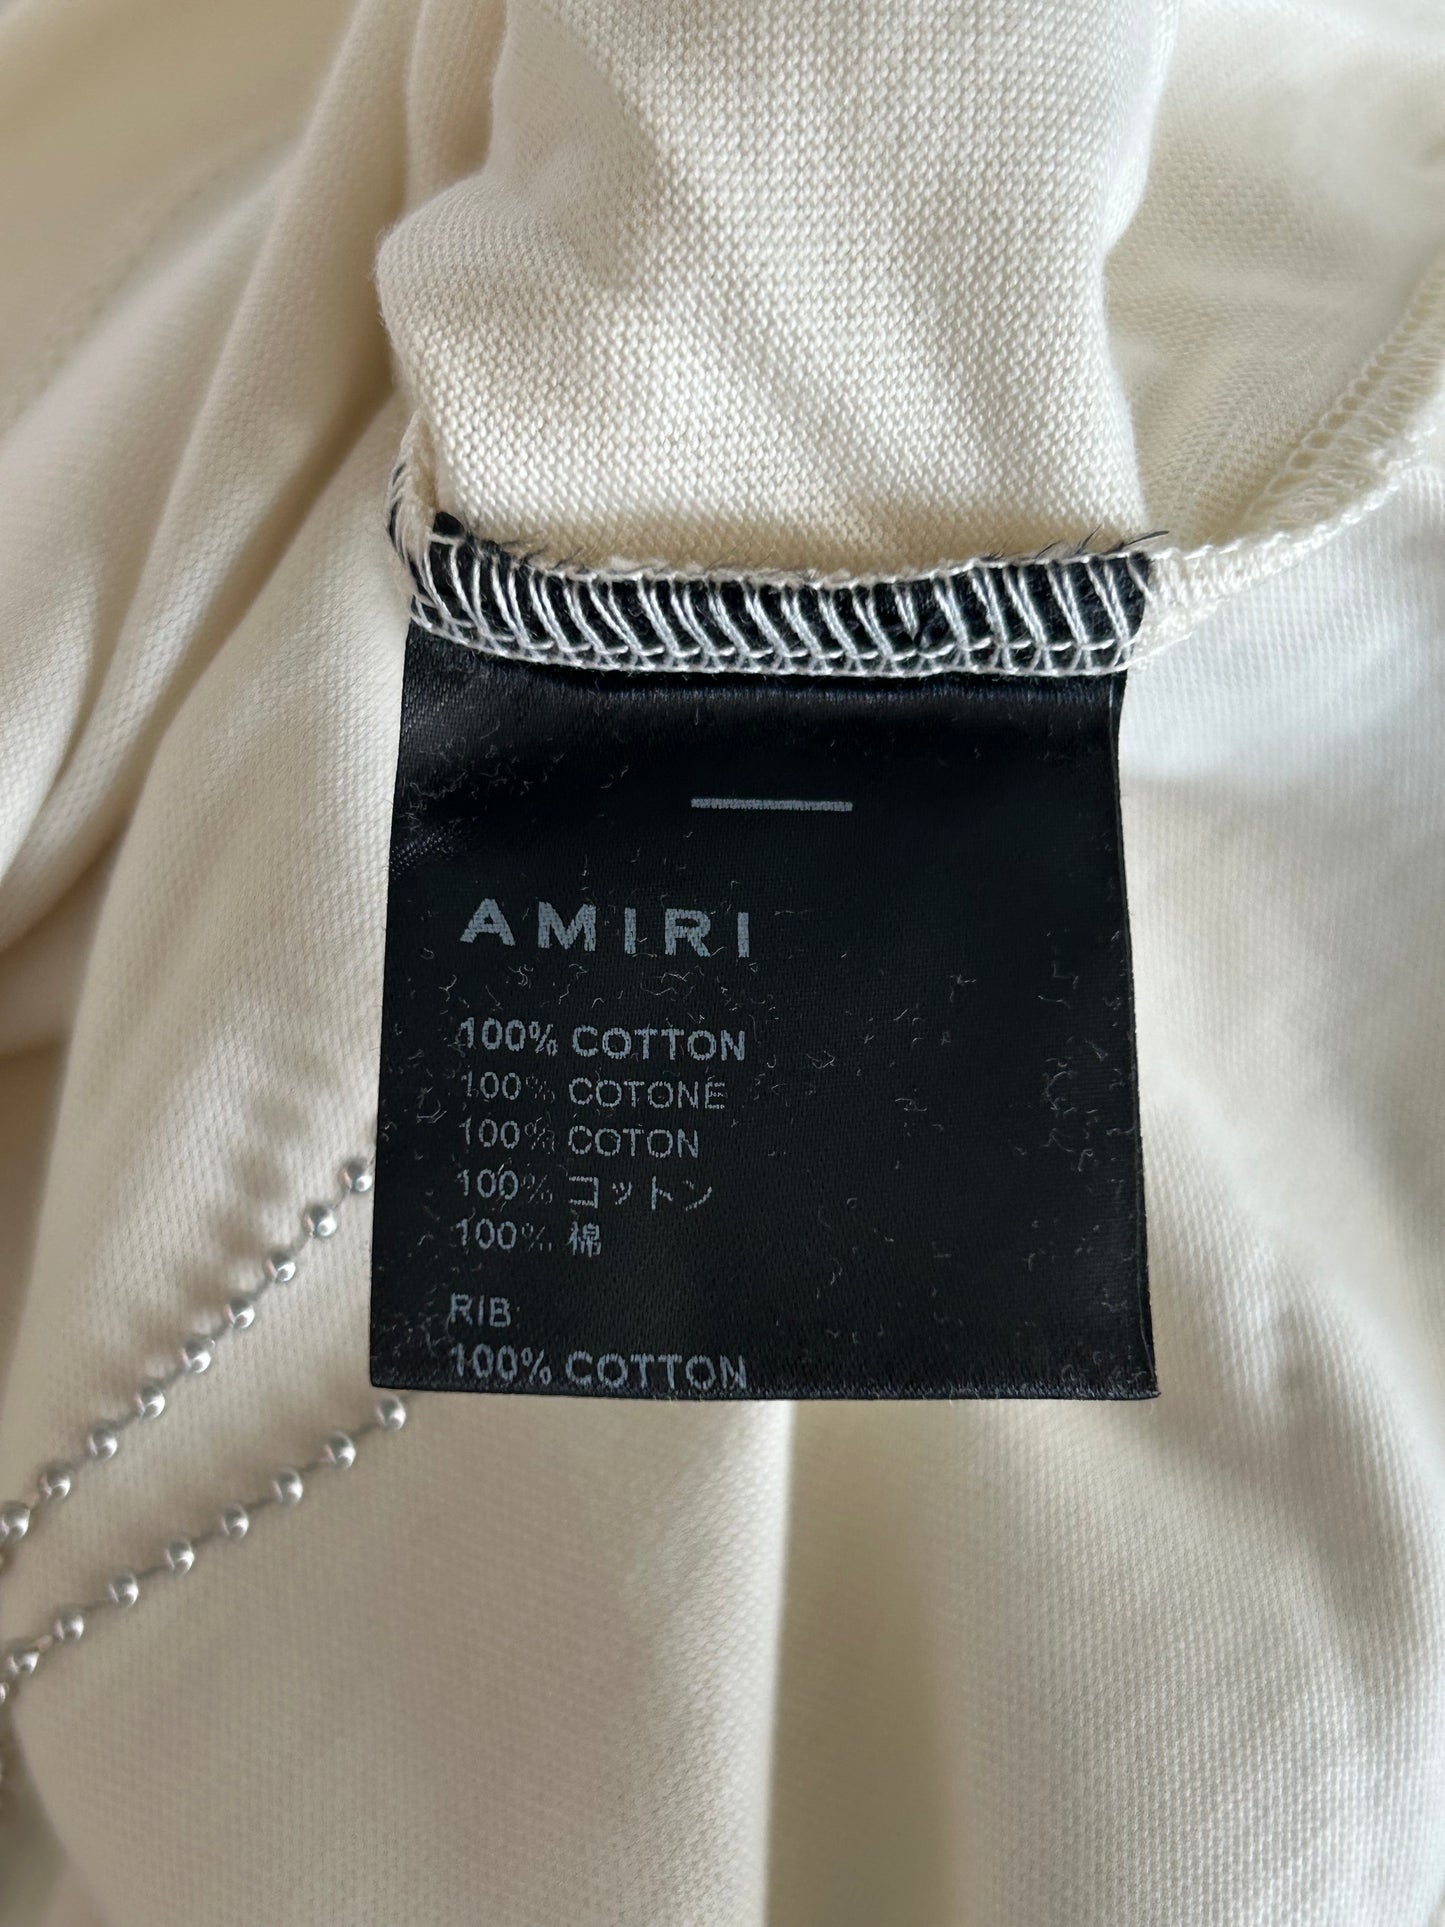 AMIRI
100% COTTON
100% COTONE
100% COTON
100% コットン
100% 棉
RIB:
100% COTTON